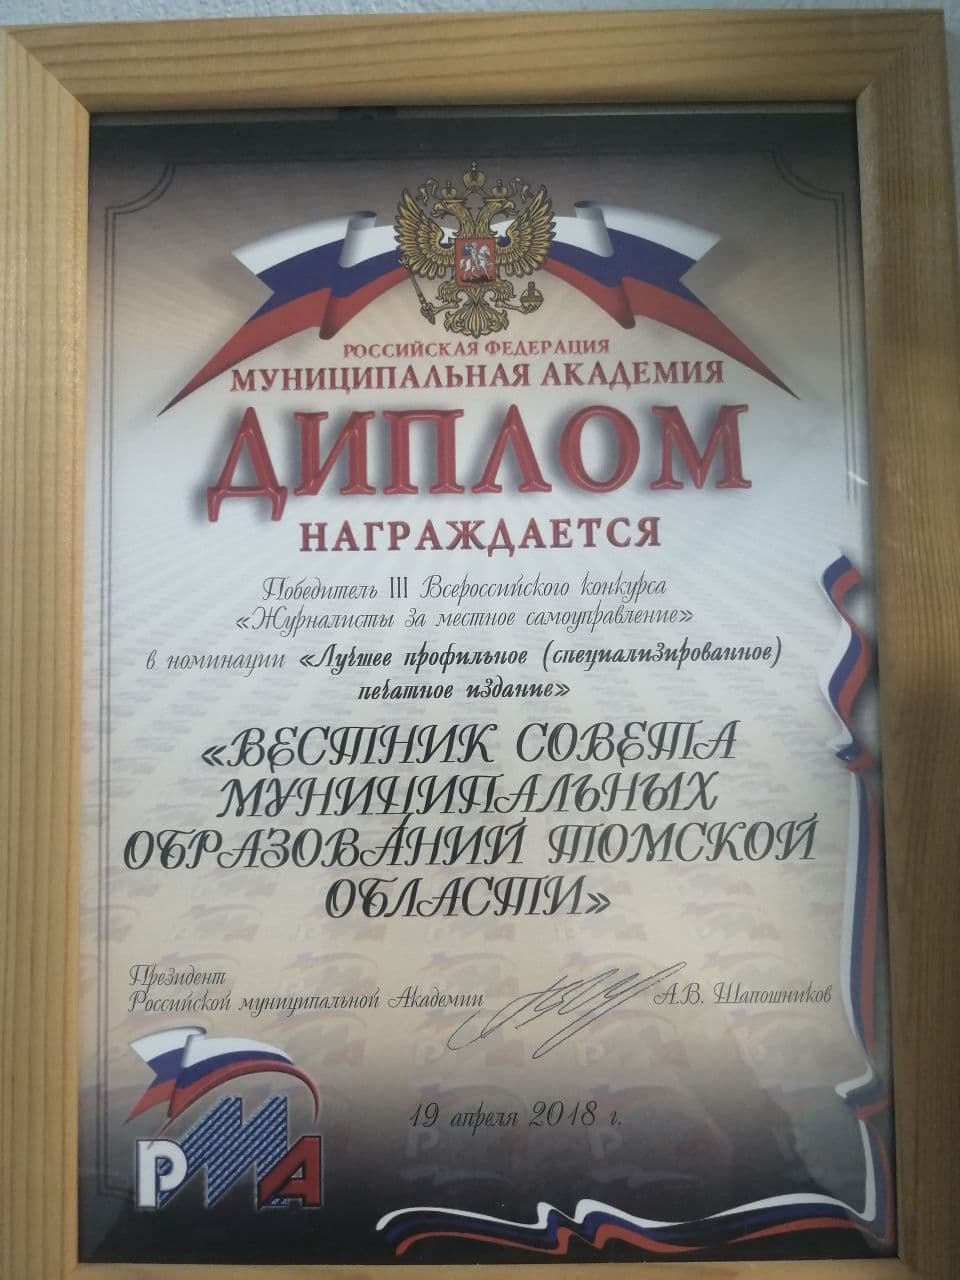 РОССИЙСКАЯ ФЕДЕРАЦИЯ
МУНИЦИПАЛЬНАЯ АКАДЕМИЯ
ДИПЛОМ
НАГРАЖДАЕТСЯ
Победитель III Всероссийского конкурса
«Журналисты за местное самоуправление»
в номинации «Лучшее профильное (специализированное)
печатное издание»
«ВЕСТНИК СОВЕТА
МУНИЦИПАЛЬНЫХ
ОБРАЗОВАНИЙ ТОМСКОЙ
ОБЛАСТИ»
Президент
Российской муниципальной Академии А.В. Шапошников
19 апреля 2018 г.
РМА